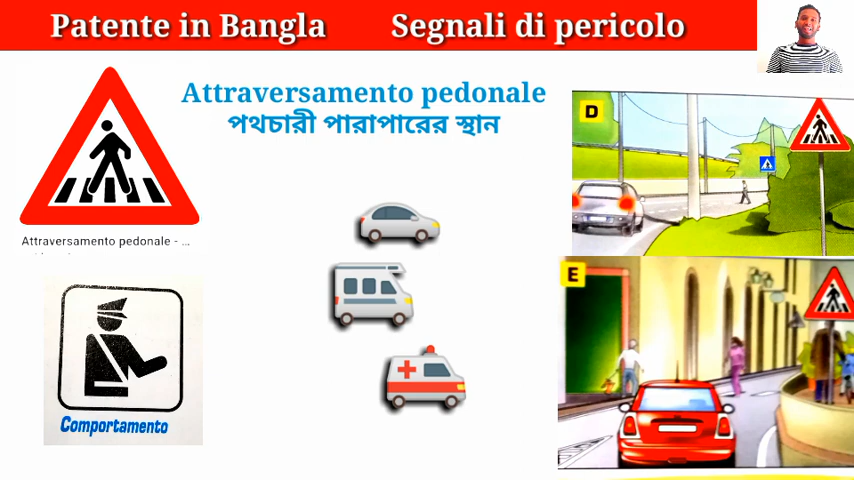 Patente in Bangla Segnali di pericolo
Attraversamento pedonale
পথচারী পারাপারের স্থান
Attraversamento pedonale - ...
Comportamento
D
E